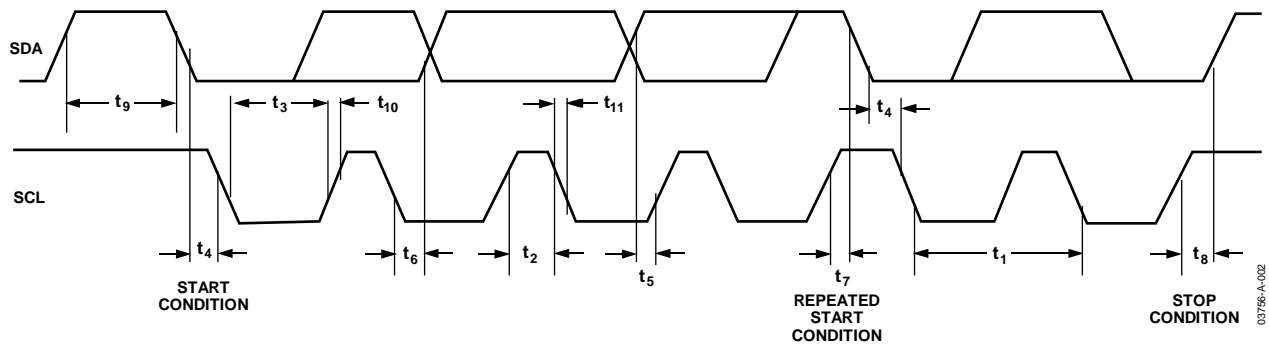 SDA
t9
t3
t10
t11
t4
SCL
t4
t6
t2
t5
t7
t1
t8
START
CONDITION
REPEATED
START
CONDITION
STOP
CONDITION
03756-A-002